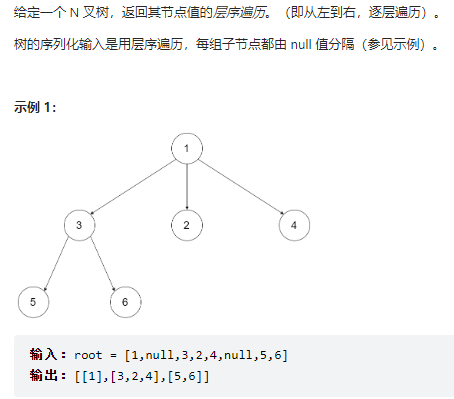 给定一个 N 叉树，返回其节点值的层序遍历。（即从左到右，逐层遍历）。
树的序列化输入是用层序遍历，每组子节点都由 null 值分隔（参见示例）。
示例 1：
1
3
2
4
5
6
输入：root = [1,null,3,2,4,null,5,6]
输出：[[1],[3,2,4],[5,6]]